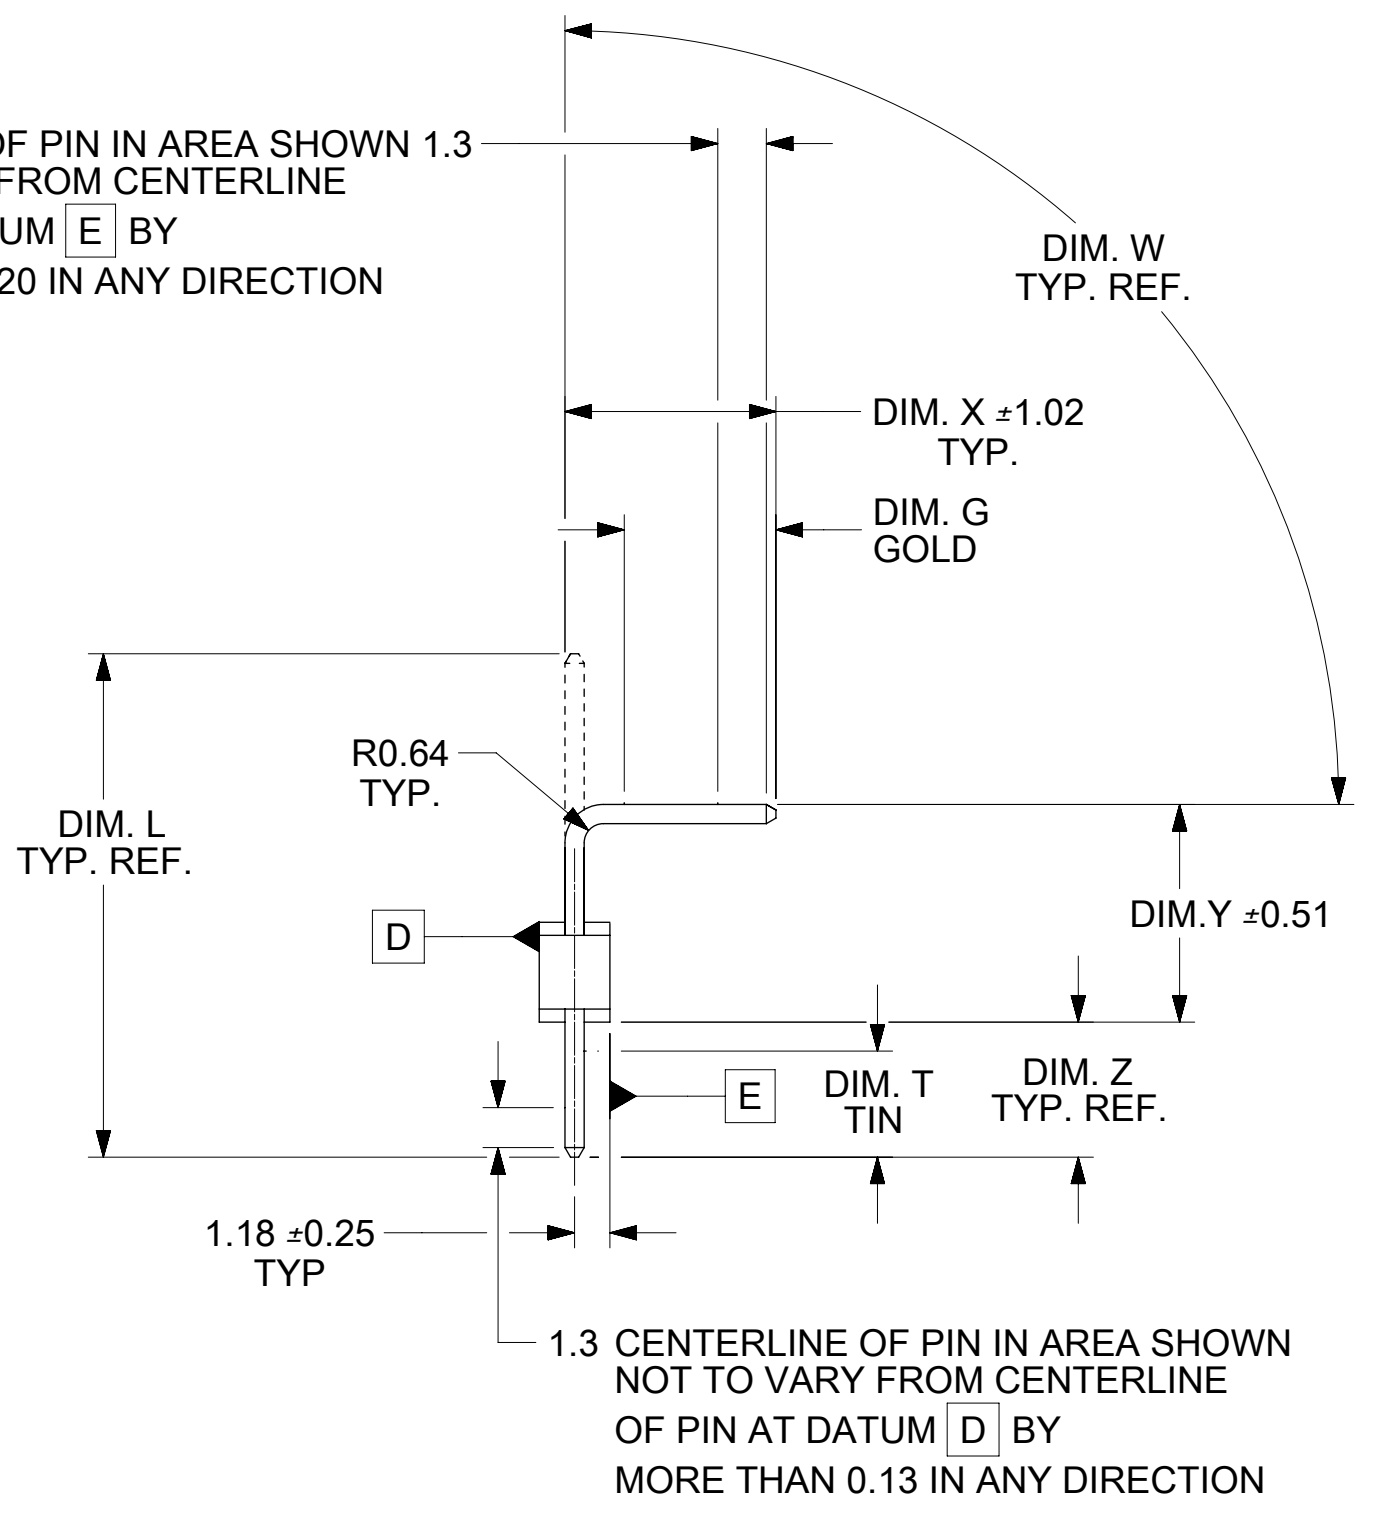 OF PIN IN AREA SHOWN 1.3
FROM CENTERLINE
UM E BY
20 IN ANY DIRECTION
DIM. W
TYP. REF.
DIM. X ±1.02
TYP.
DIM. G
GOLD
R0.64
TYP.
DIM. L
TYP. REF.
D
DIM.Y ±0.51
E
DIM. T
TIN
DIM. Z
TYP. REF.
1.18 ±0.25
TYP
1.3 CENTERLINE OF PIN IN AREA SHOWN
NOT TO VARY FROM CENTERLINE
OF PIN AT DATUM D BY
MORE THAN 0.13 IN ANY DIRECTION